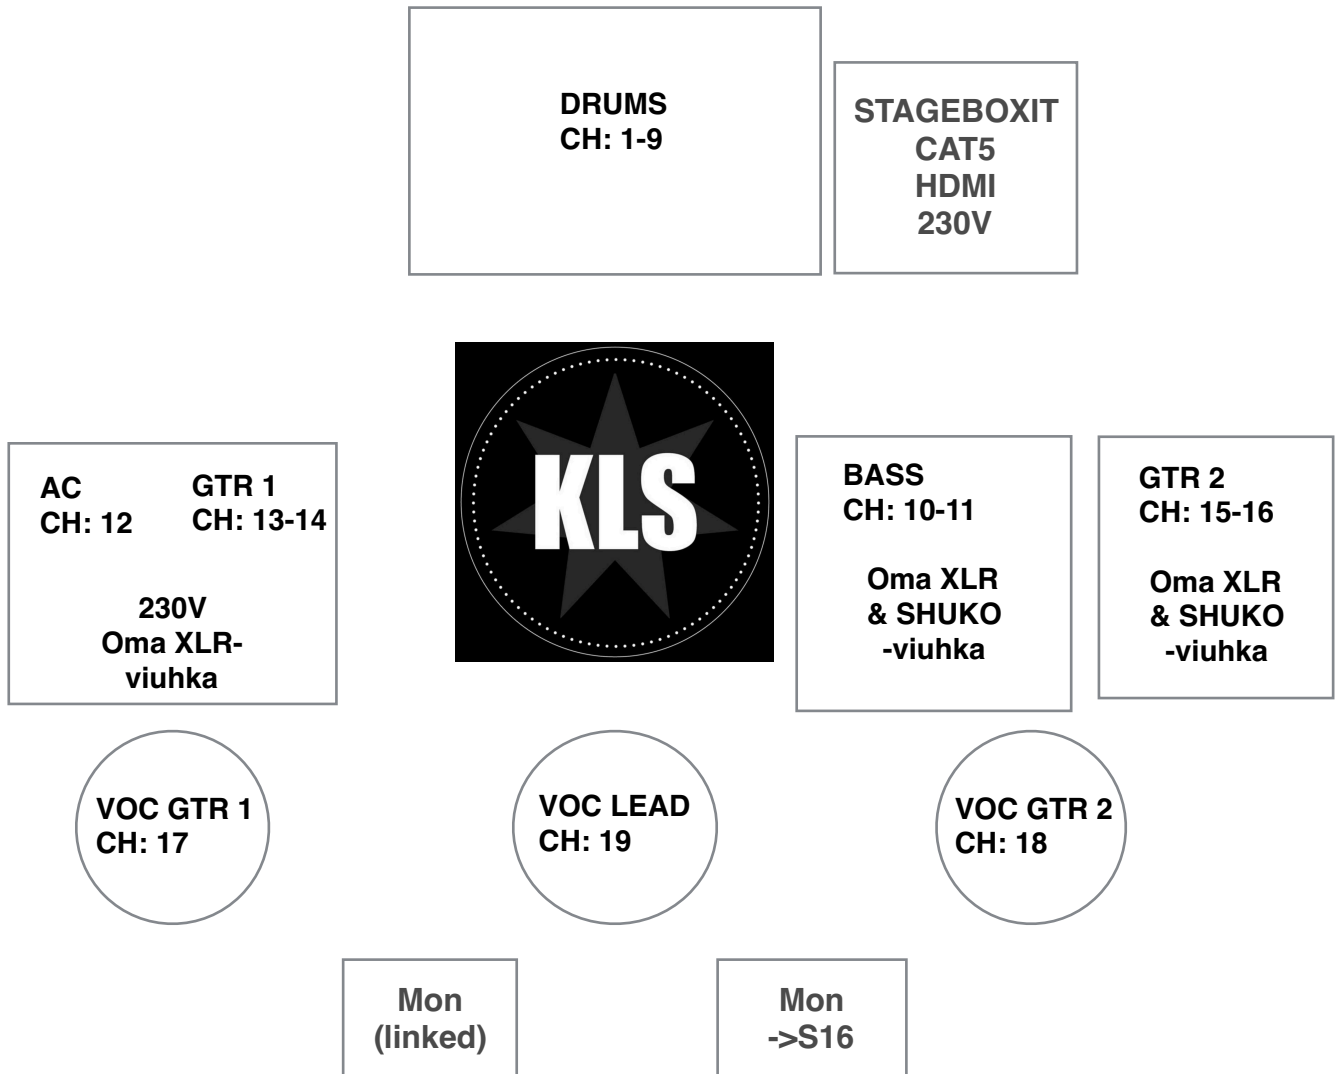 DRUMS
CH: 1-9
STAGEBOXIT
CAT5
HDMI
230V
KLS
AC
CH: 12
GTR 1
CH: 13-14
230V
Oma XLR-
viuhka
BASS
CH: 10-11
Oma XLR
& SHUKO
-viuhka
GTR 2
CH: 15-16
Oma XLR
& SHUKO
-viuhka
VOC GTR 1
CH: 17
VOC LEAD
CH: 19
VOC GTR 2
CH: 18
Mon
(linked)
Mon
->S16